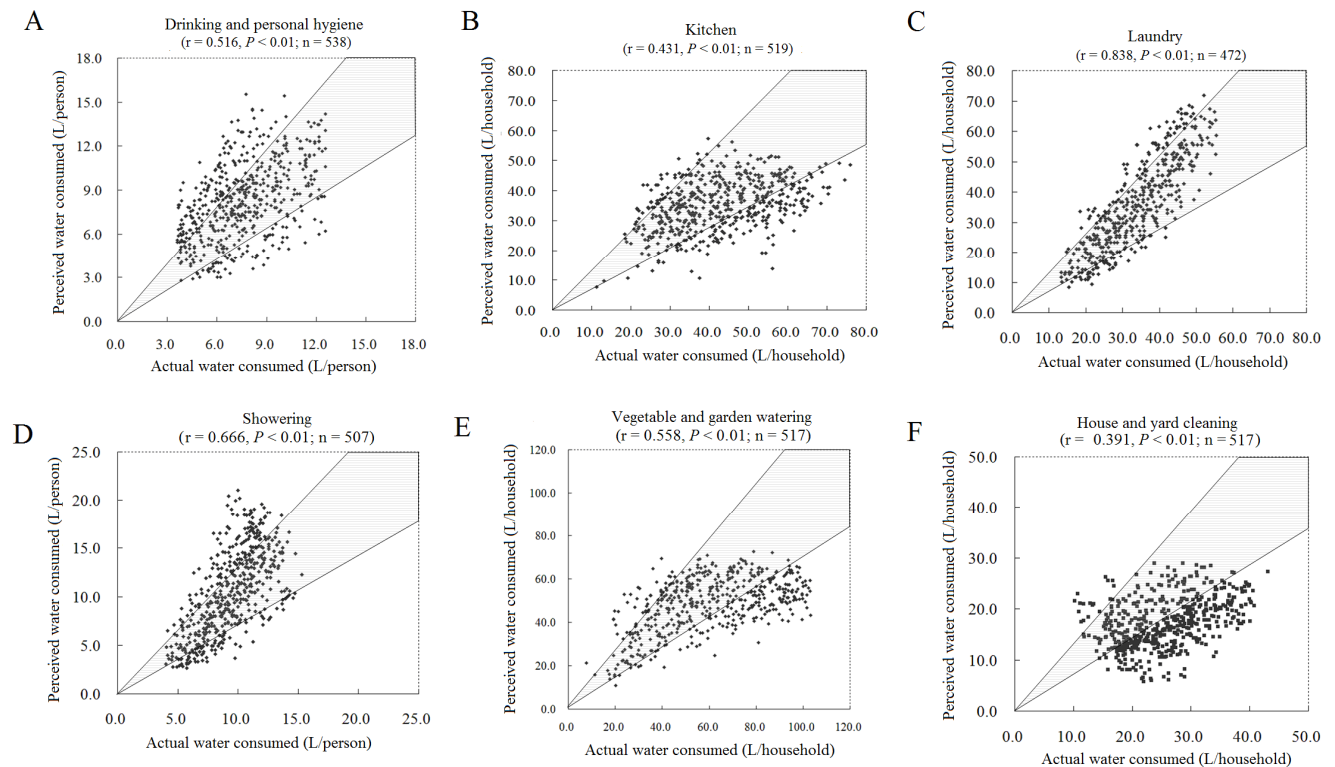 A
Drinking and personal hygiene
(r = 0.516, P < 0.01; n = 538)
Perceived water consumed (L/person)
18.0
15.0
12.0
9.0
6.0
3.0
0.0
0.0 3.0 6.0 9.0 12.0 15.0 18.0
Actual water consumed (L/person)
B
Kitchen
(r = 0.431, P < 0.01; n = 519)
Perceived water consumed (L/household)
80.0
70.0
60.0
50.0
40.0
30.0
20.0
10.0
0.0
0.0 10.0 20.0 30.0 40.0 50.0 60.0 70.0 80.0
Actual water consumed (L/household)
C
Laundry
(r = 0.838, P < 0.01; n = 472)
Perceived water consumed (L/household)
80.0
70.0
60.0
50.0
40.0
30.0
20.0
10.0
0.0
0.0 10.0 20.0 30.0 40.0 50.0 60.0 70.0 80.0
Actual water consumed (L/household)
D
Showering
(r = 0.666, P < 0.01; n = 507)
Perceived water consumed (L/person)
25.0
20.0
15.0
10.0
5.0
0.0
0.0 5.0 10.0 15.0 20.0 25.0
Actual water consumed (L/person)
E
Vegetable and garden watering
(r = 0.558, P < 0.01; n = 517)
Perceived water consumed (L/household)
120.0
100.0
80.0
60.0
40.0
20.0
0.0
0.0 20.0 40.0 60.0 80.0 100.0 120.0
Actual water consumed (L/household)
F
House and yard cleaning
(r = 0.391, P < 0.01; n = 517)
Perceived water consumed (L/household)
50.0
40.0
30.0
20.0
10.0
0.0
0.0 10.0 20.0 30.0 40.0 50.0
Actual water consumed (L/household)